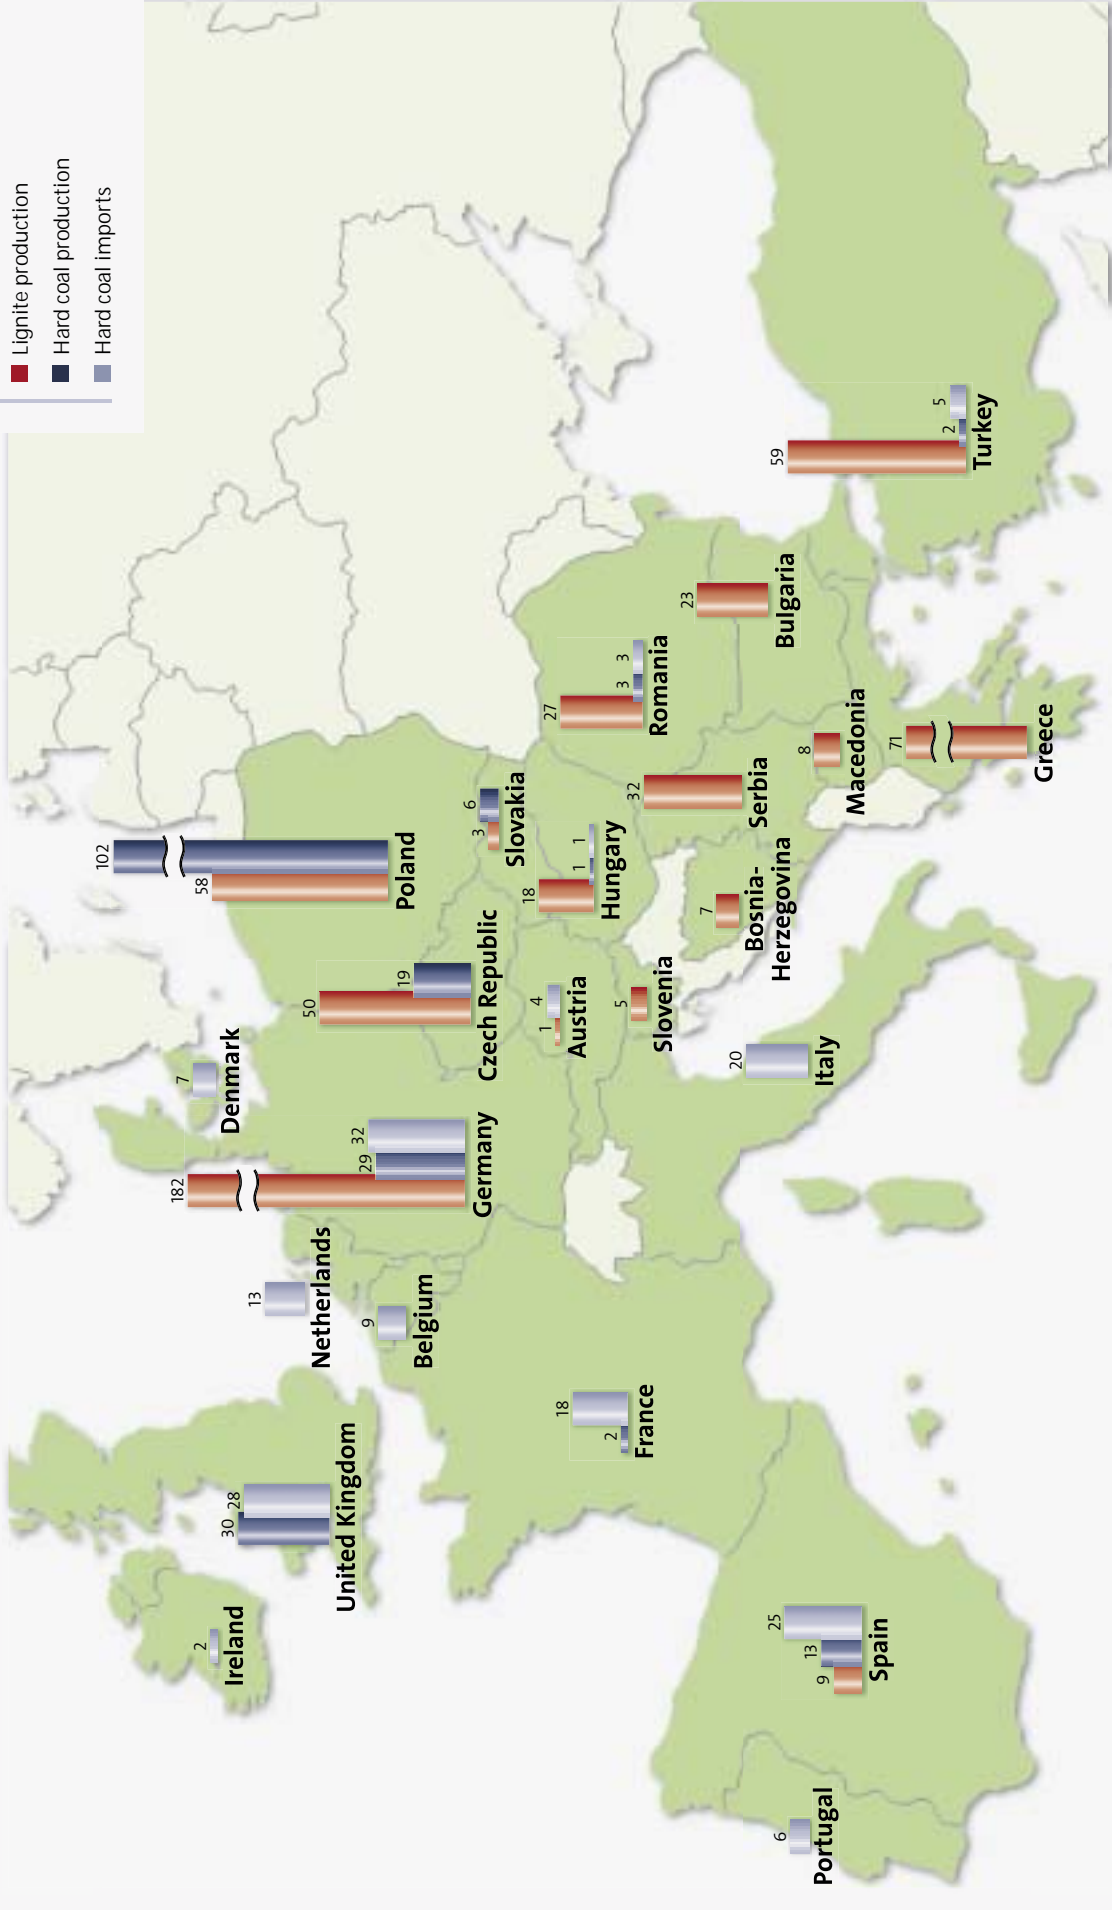 Lignite production
Hard coal production
Hard coal imports
2
Ireland
30
28
United Kingdom
13
Netherlands
9
Belgium
7
Denmark
182
29
32
Germany
58
102
Poland
50
19
Czech Republic
3
6
Slovakia
1
4
Austria
18
1
1
Hungary
5
Slovenia
2
18
France
27
3
3
Romania
32
Serbia
7
Bosnia-
Herzegovina
23
Bulgaria
8
Macedonia
71
Greece
59
2
5
Turkey
20
Italy
9
13
25
Spain
6
Portugal